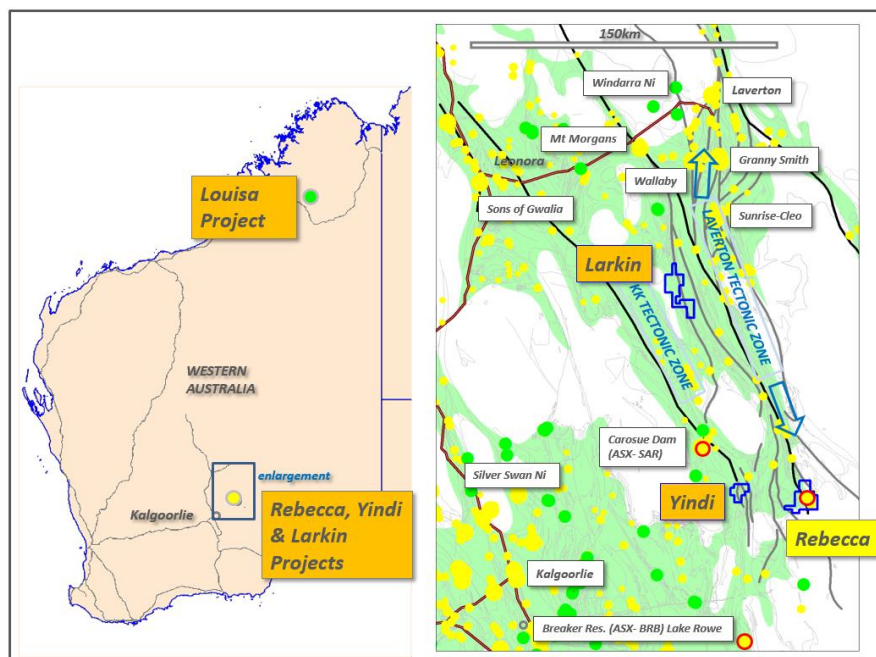 Louisa
Project
WESTERN
AUSTRALIA
enlargement
Kalgoorlie
Rebecca, Yindi
& Larkin
Projects
150km
Windarra Ni
Laverton
Mt Morgans
Leonora
Granny Smith
Wallaby
Sons of Gwalia
Sunrise-Cleo
LAVERTON TECTONIC ZONE
Larkin
KK TECTONIC ZONE
Carosue Dam
(ASX- SAR)
Silver Swan Ni
Yindi
Rebecca
Kalgoorlie
Breaker Res. (ASX- BRB) Lake Rowe